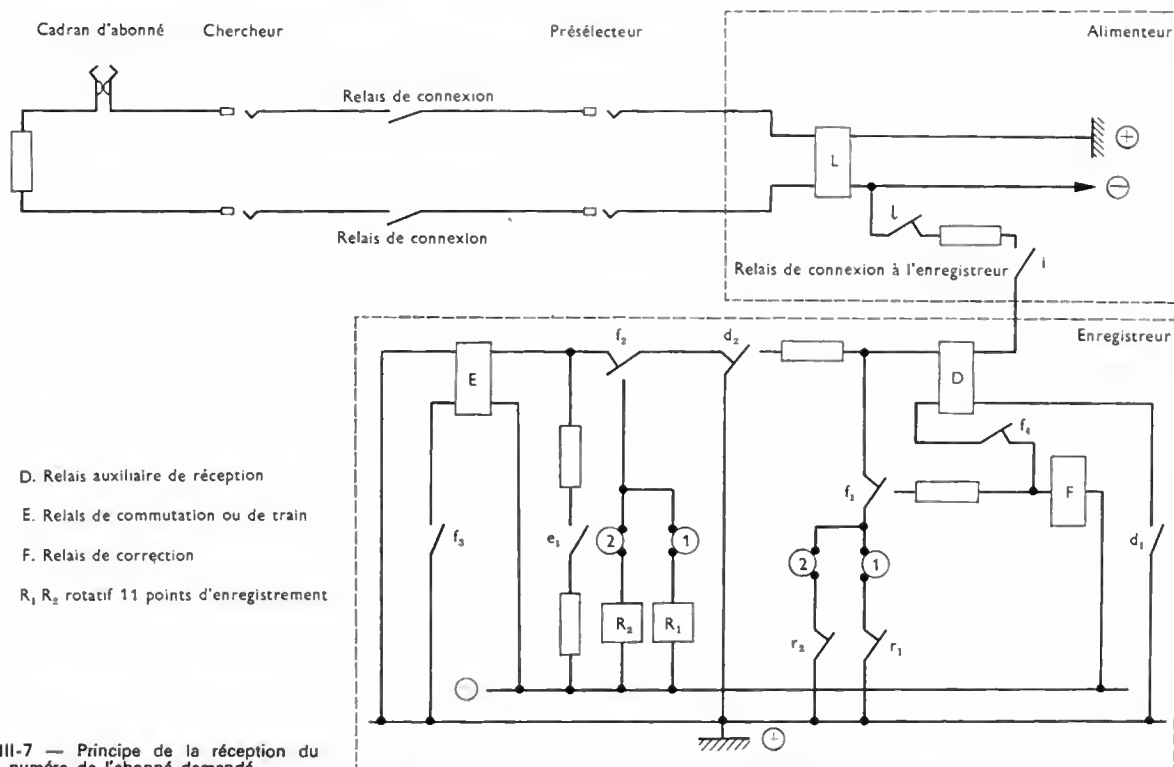 Cadran d'abonné
Chercheur
Présélecteur
Alimenteur
Relais de connexion
Relais de connexion
L
+
−
l
Relais de connexion à l'enregistreur
i
Enregistreur
f₂
d₂
E
D
f₄
f₁
F
f₃
e₁
2
1
2
1
d₁
R₂
R₁
r₂
r₁
−
+
D. Relais auxiliaire de réception
E. Relais de commutation ou de train
F. Relais de correction
R₁ R₂ rotatif 11 points d'enregistrement
III-7 — Principe de la réception du
numéro de l'abonné demandé